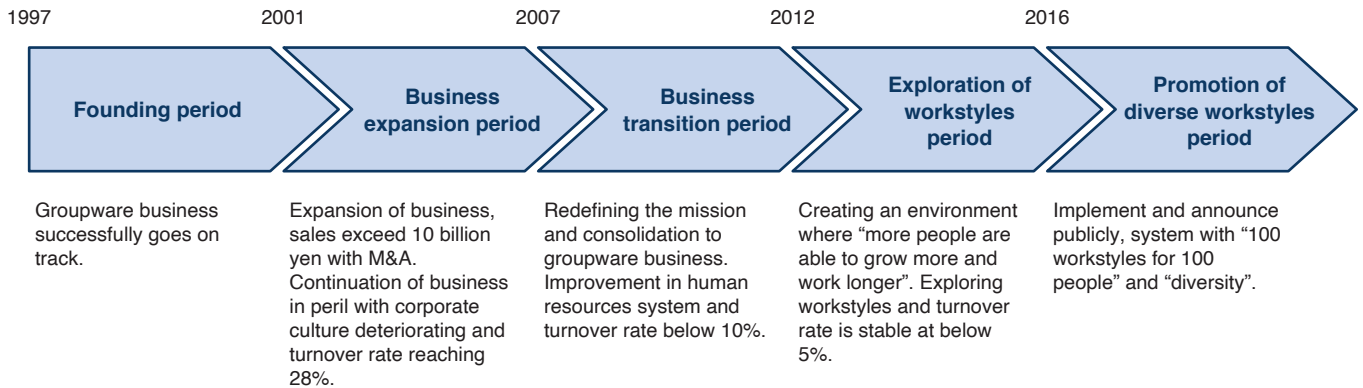 1997
2001
2007
2012
2016
Founding period
Business
expansion period
Business
transition period
Exploration of
workstyles
period
Promotion of
diverse workstyles
period
Groupware business
successfully goes on
track.
Expansion of business,
sales exceed 10 billion
yen with M&A.
Continuation of business
in peril with corporate
culture deteriorating and
turnover rate reaching
28%.
Redefining the mission
and consolidation to
groupware business.
Improvement in human
resources system and
turnover rate below 10%.
Creating an environment
where “more people are
able to grow more and
work longer”. Exploring
workstyles and turnover
rate is stable at below
5%.
Implement and announce
publicly, system with “100
workstyles for 100
people” and “diversity”.